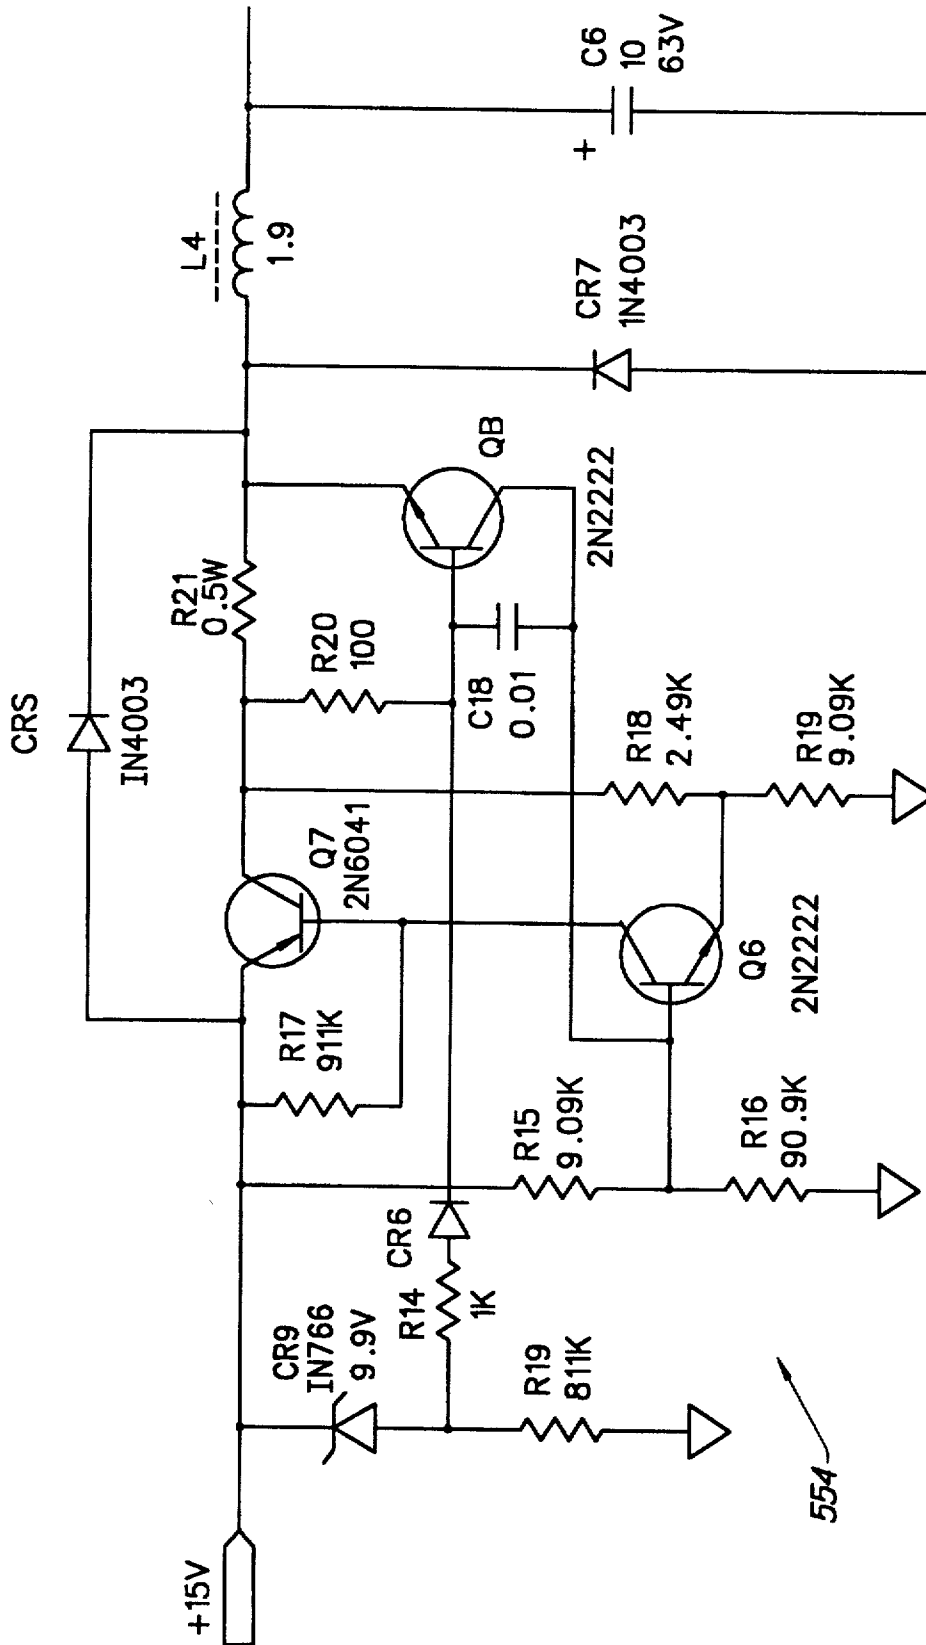 +15V
CR9
IN766
9.9V
R19
811K
R14
1K
CR6
R15
9.09K
R16
90.9K
R17
911K
Q7
2N6041
Q6
2N2222
CRS
IN4003
R21
0.5W
R20
100
C18
0.01
R18
2.49K
R19
9.09K
QB
2N2222
L4
1.9
CR7
1N4003
C6
10
63V
+
554